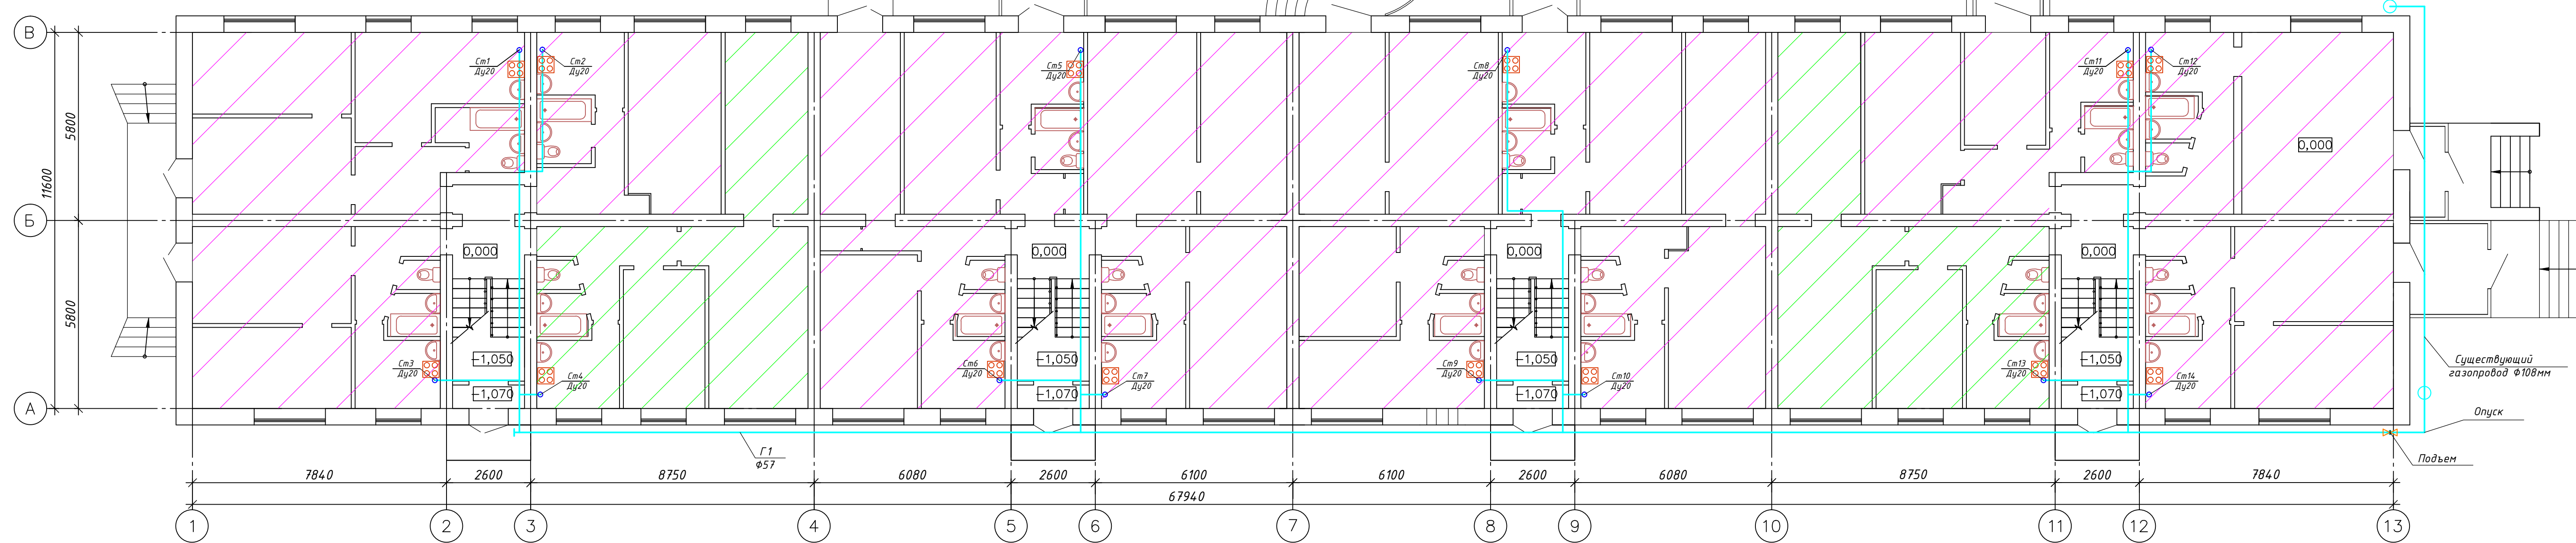 В
Ст1
Ду20
Ст2
Ду20
Ст5
Ду20
Ст8
Ду20
Ст11
Ду20
Ст12
Ду20
5800
0,000
11600
Б
0,000
0,000
0,000
0,000
5800
-1,050
-1,050
-1,050
-1,050
Ст3
Ду20
Ст4
Ду20
Ст6
Ду20
Ст7
Ду20
Ст9
Ду20
Ст10
Ду20
Ст13
Ду20
Ст14
Ду20
Существующий
газопровод Ф108мм
-1,070
-1,070
-1,070
-1,070
А
Опуск
Г1
Ф57
Подъем
7840
2600
8750
6080
2600
6100
6100
2600
6080
8750
2600
7840
67940
1
2
3
4
5
6
7
8
9
10
11
12
13